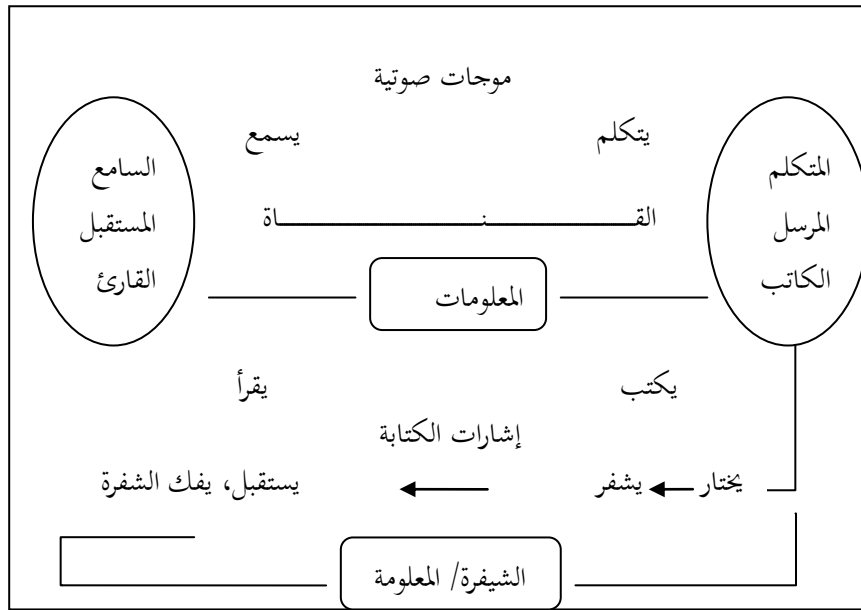 موجات صوتية
يتكلم يسمع
المتكلم السامع
المرسل القـــــــنـــــــاة المستقبل
الكاتب المعلومات القارئ
يكتب يقرأ
إشارات الكتابة
يختار يشفر يستقبل، يفك الشفرة
الشيفرة/ المعلومة